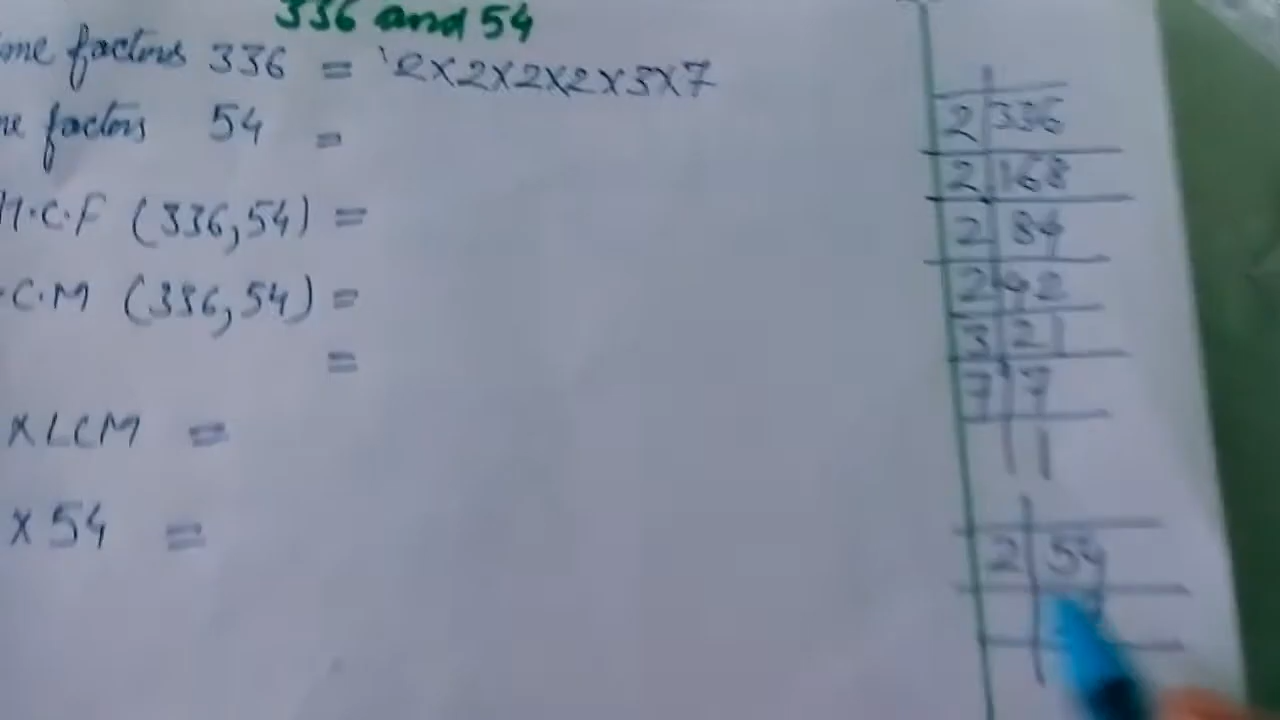 336 and 54
me factors 336 = 2×2×2×2×3×7
me factors 54 =
H.C.F (336,54) =
.C.M (336,54) =
=
× LCM =
× 54 =
2 336
2 168
2 84
2 42
3 21
7 7
1
2 54